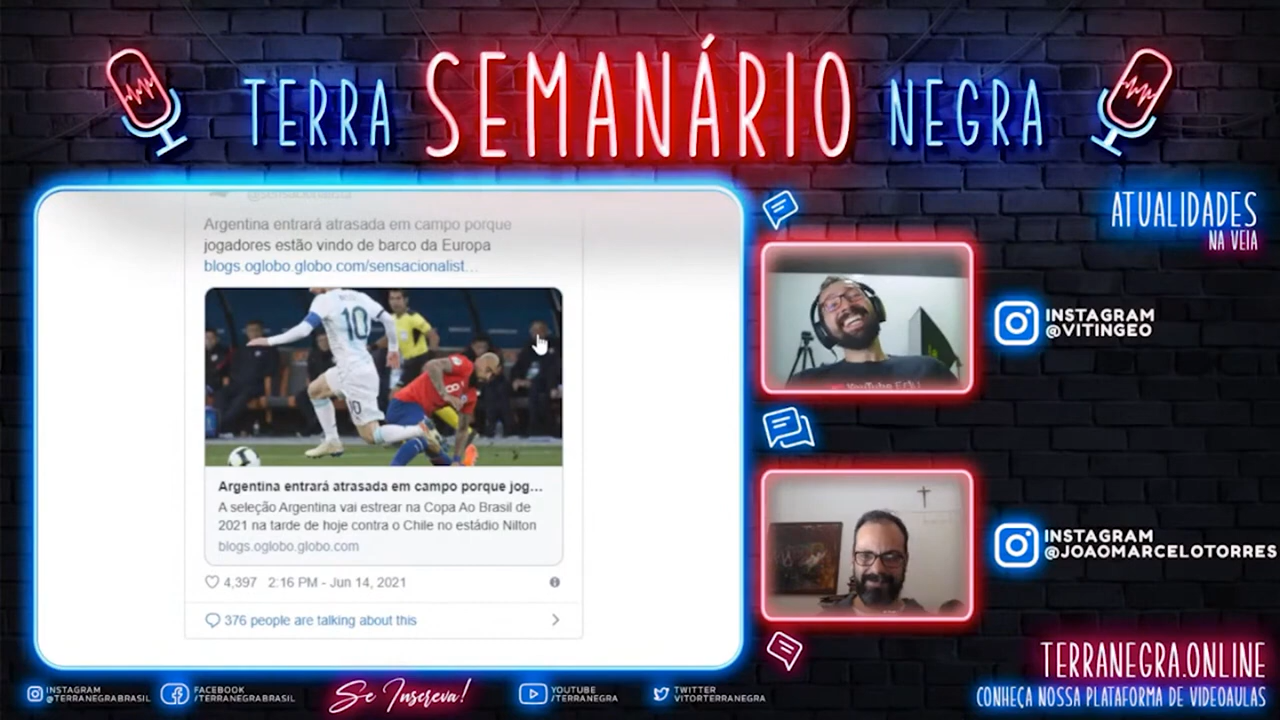 TERRA SEMANÁRIO NEGRA
@sensacionalista
Argentina entrará atrasada em campo porque
jogadores estão vindo de barco da Europa
blogs.oglobo.globo.com/sensacionalist…
10
10
8
Argentina entrará atrasada em campo porque jog...
A seleção Argentina vai estrear na Copa Ao Brasil de
2021 na tarde de hoje contra o Chile no estádio Nilton
blogs.oglobo.globo.com
4,397 2:16 PM - Jun 14, 2021
376 people are talking about this
ATUALIDADES
NA VEIA
INSTAGRAM
@VITINGEO
INSTAGRAM
@JOAOMARCELOTORRES
TERRANEGRA.ONLINE
CONHEÇA NOSSA PLATAFORMA DE VIDEOAULAS
INSTAGRAM
@TERRANEGRABRASIL
FACEBOOK
/TERRANEGRABRASIL
Se Inscreva!
YOUTUBE
/TERRANEGRA
TWITTER
VITORTERRANEGRA